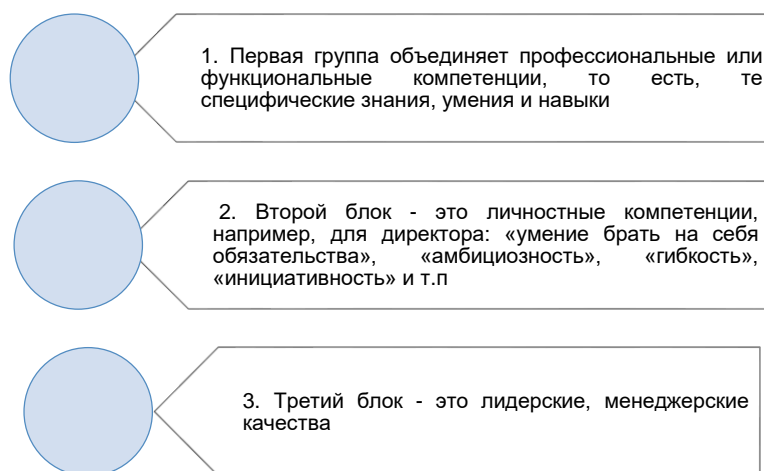 1. Первая группа объединяет профессиональные или
функциональные компетенции, то есть, те
специфические знания, умения и навыки
2. Второй блок - это личностные компетенции,
например, для директора: «умение брать на себя
обязательства», «амбициозность», «гибкость»,
«инициативность» и т.п
3. Третий блок - это лидерские, менеджерские
качества